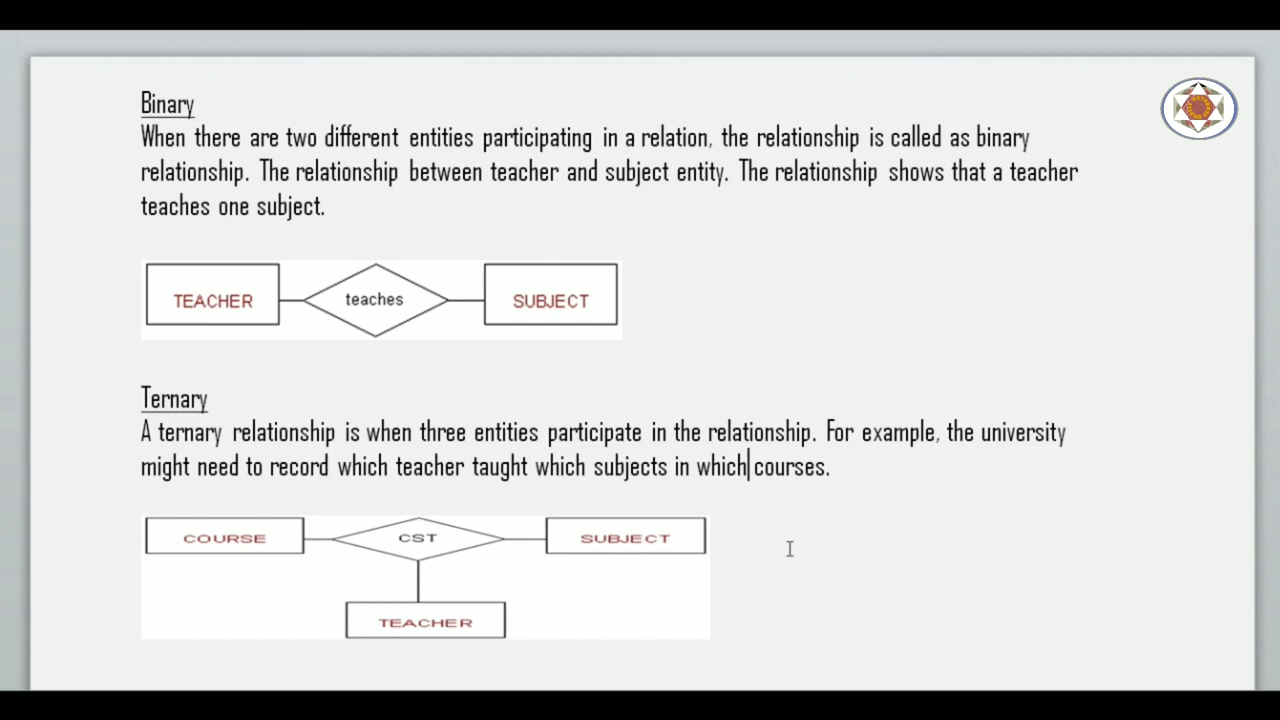 Binary
When there are two different entities participating in a relation, the relationship is called as binary
relationship. The relationship between teacher and subject entity. The relationship shows that a teacher
teaches one subject.
TEACHER teaches SUBJECT
Ternary
A ternary relationship is when three entities participate in the relationship. For example, the university
might need to record which teacher taught which subjects in which courses.
COURSE CST SUBJECT
TEACHER